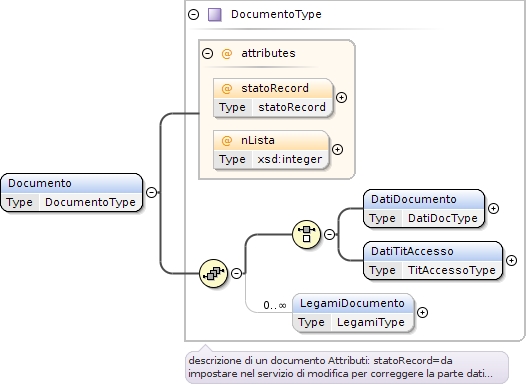 DocumentoType
@ attributes
@ statoRecord
Type statoRecord
@ nLista
Type xsd:integer
Documento
Type DocumentoType
DatiDocumento
Type DatiDocType
DatiTitAccesso
Type TitAccessoType
0..∞
LegamiDocumento
Type LegamiType
descrizione di un documento Attributi: statoRecord=da
impostare nel servizio di modifica per correggere la parte dati...